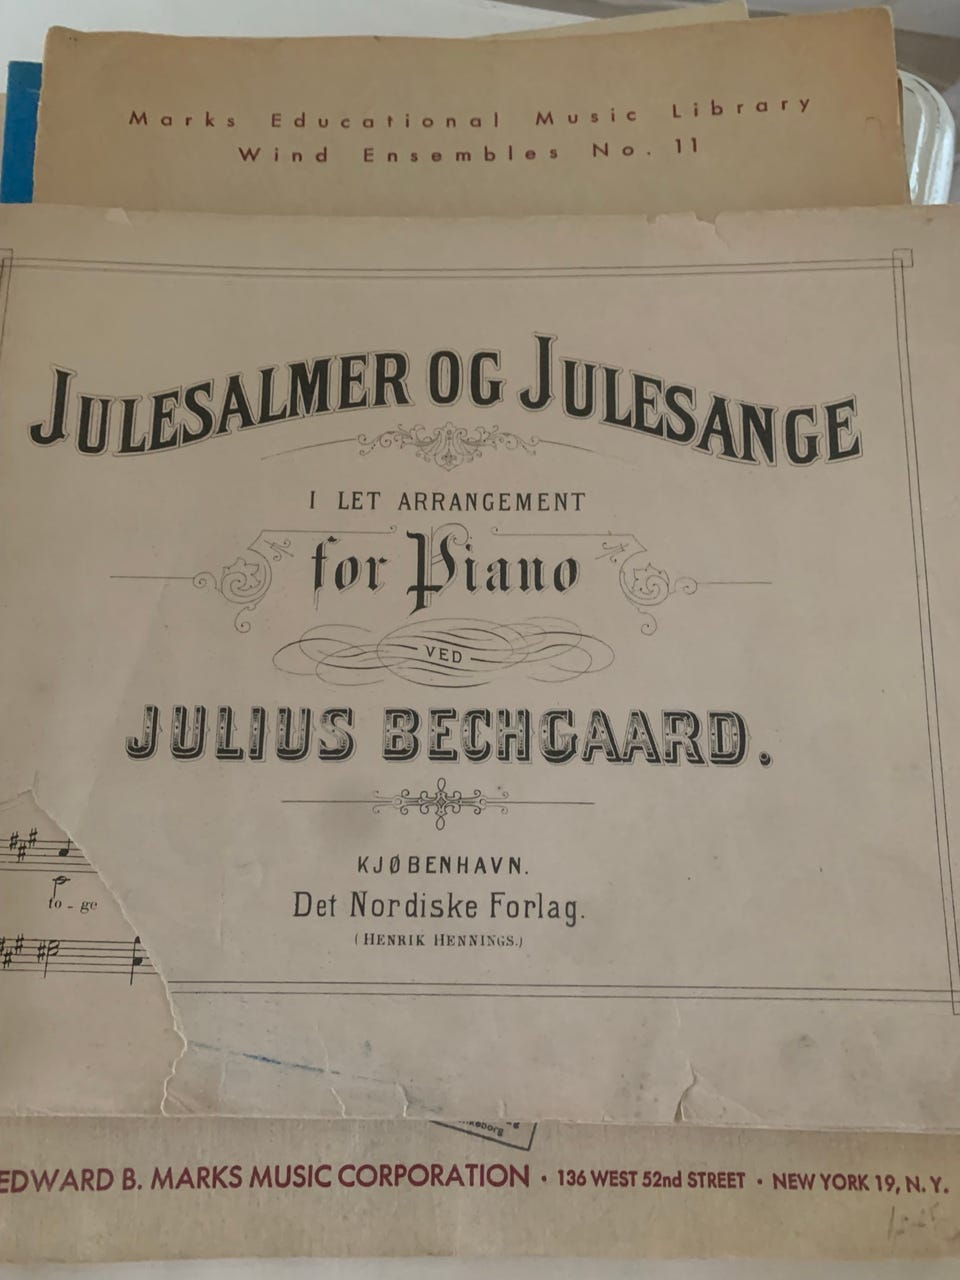 Marks Educational Music Library
Wind Ensembles No. 11
JULESALMER OG JULESANGE
I LET ARRANGEMENT
for Piano
VED
JULIUS BECHGAARD.
to - ge
KJØBENHAVN.
Det Nordiske Forlag.
(HENRIK HENNINGS.)
EDWARD B. MARKS MUSIC CORPORATION · 136 WEST 52nd STREET · NEW YORK 19, N. Y.